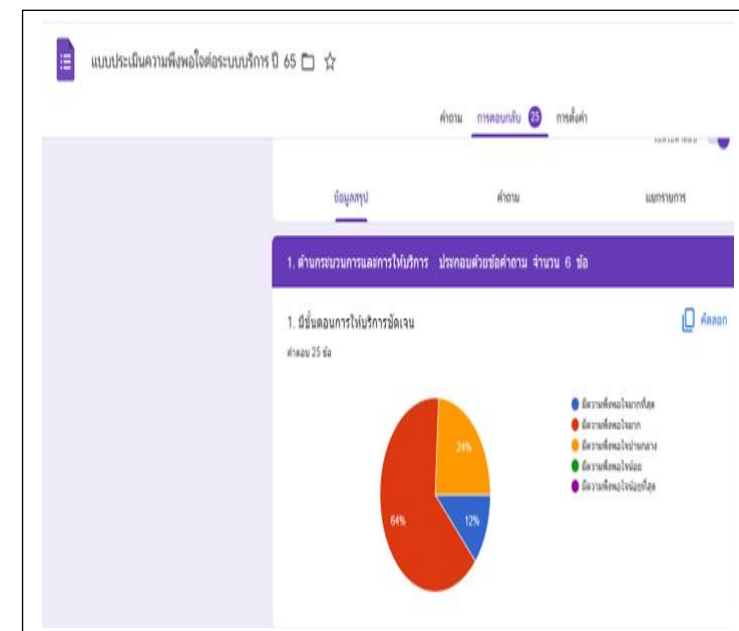 แบบประเมินความพึงพอใจต่อระบบบริการ ปี 65
คำถาม การตอบกลับ 25 การตั้งค่า
ข้อมูลสรุป คำถาม แยกรายการ
1. ด้านกระบวนการและการให้บริการ ประกอบด้วยข้อคำถาม จำนวน 6 ข้อ
1. มีขั้นตอนการให้บริการชัดเจน
คัดลอก
คำตอบ 25 ข้อ
มีความพึงพอใจมากที่สุด
มีความพึงพอใจมาก
มีความพึงพอใจปานกลาง
มีความพึงพอใจน้อย
มีความพึงพอใจน้อยที่สุด
24%
64%
12%